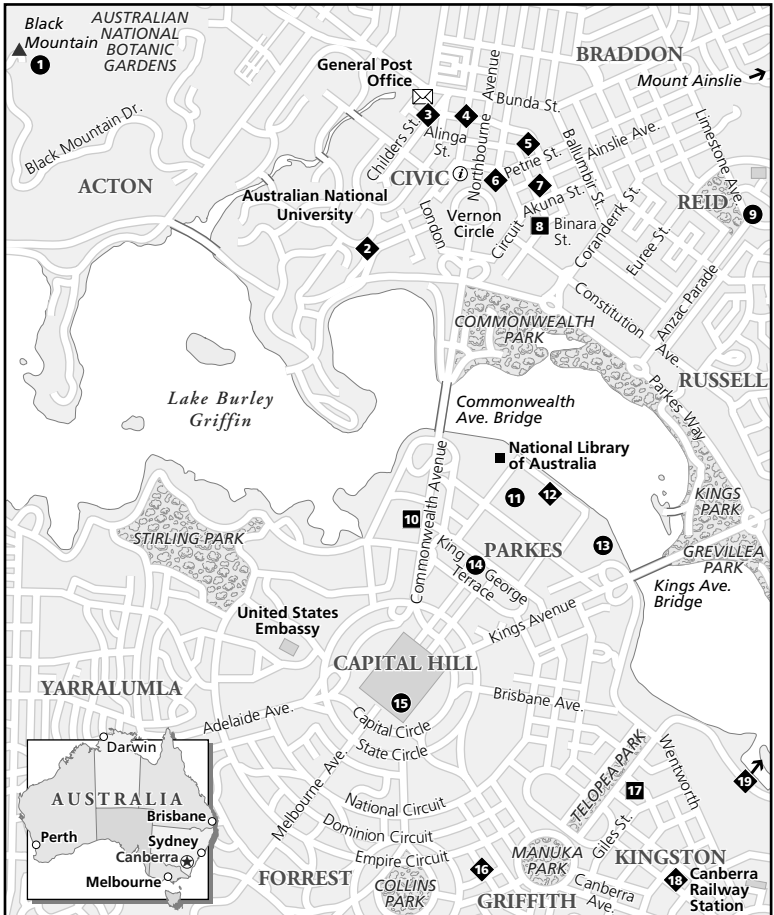 Black
Mountain
1
AUSTRALIAN
NATIONAL
BOTANIC
GARDENS
Black Mountain Dr.
ACTON
General Post
Office
3
4
Childers St.
Alinga
St.
CIVIC
i
Northbourne Avenue
Bunda St.
BRADDON
Mount Ainslie
5
6
Petrie St.
7
Ballumbir St.
Ainslie Ave.
Akuna St.
8
Binara
St.
Limestone Ave.
REID
9
Australian National
University
2
London
Vernon
Circle
Circuit
Coranderrk St.
Euree St.
Constitution Ave.
Anzac Parade
COMMONWEALTH
PARK
RUSSELL
Parkes Way
Lake Burley
Griffin
Commonwealth
Ave. Bridge
National Library
of Australia
11
12
10
Commonwealth Avenue
KINGS
PARK
STIRLING PARK
PARKES
13
14
King George
Terrace
GREVILLEA
PARK
Kings Ave.
Bridge
Kings Avenue
United States
Embassy
CAPITAL HILL
15
YARRALUMLA
Adelaide Ave.
Brisbane Ave.
Capital Circle
State Circle
Melbourne Ave.
National Circuit
Dominion Circuit
Empire Circuit
TELOPEA PARK
Wentworth
19
17
Giles St.
FORREST
COLLINS
PARK
16
MANUKA
PARK
GRIFFITH
KINGSTON
Canberra
Ave.
18
Canberra
Railway
Station
Darwin
AUSTRALIA
Brisbane
Perth
Sydney
Canberra
Melbourne